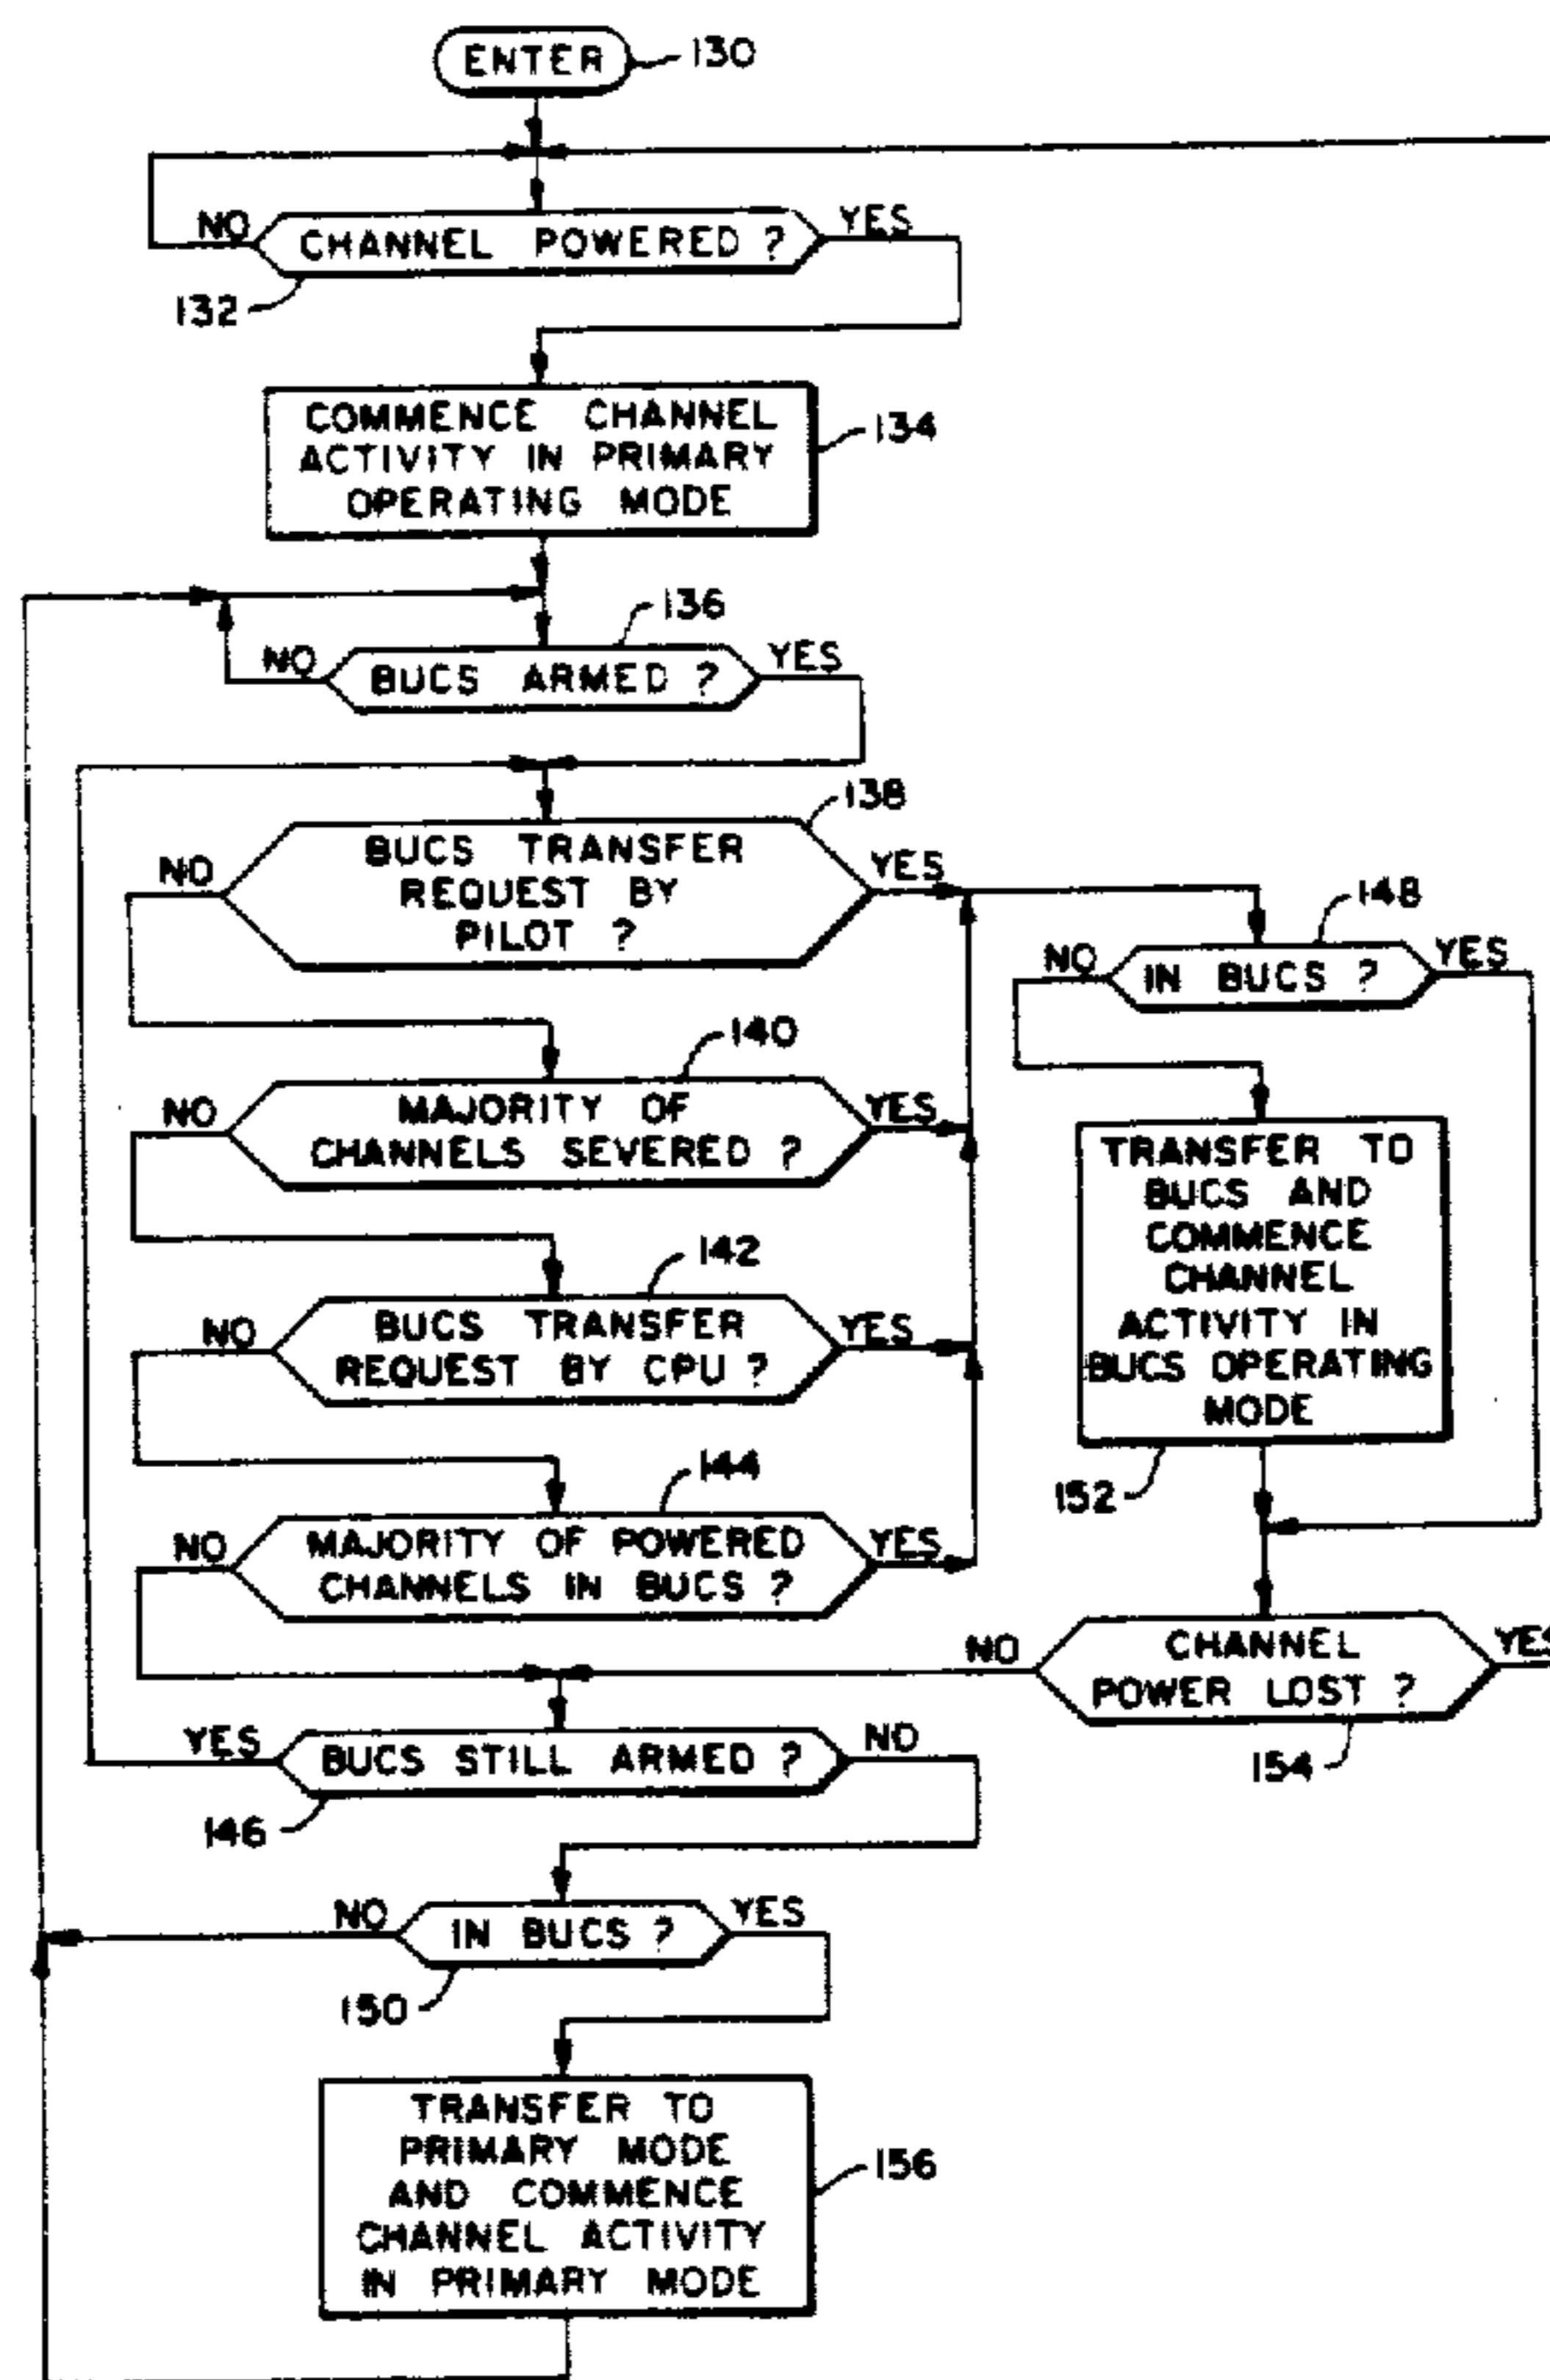 ENTER
130
NO
CHANNEL POWERED ?
YES
132
COMMENCE CHANNEL
ACTIVITY IN PRIMARY
OPERATING MODE
134
136
NO
BUCS ARMED ?
YES
138
NO
BUCS TRANSFER
REQUEST BY
PILOT ?
YES
148
NO
IN BUCS ?
YES
140
NO
MAJORITY OF
CHANNELS SEVERED ?
YES
TRANSFER TO
BUCS AND
COMMENCE
CHANNEL
ACTIVITY IN
BUCS OPERATING
MODE
152
142
NO
BUCS TRANSFER
REQUEST BY CPU ?
YES
144
NO
MAJORITY OF POWERED
CHANNELS IN BUCS ?
YES
NO
CHANNEL
POWER LOST ?
YES
154
YES
BUCS STILL ARMED ?
NO
146
NO
IN BUCS ?
YES
150
TRANSFER TO
PRIMARY MODE
AND COMMENCE
CHANNEL ACTIVITY
IN PRIMARY MODE
156